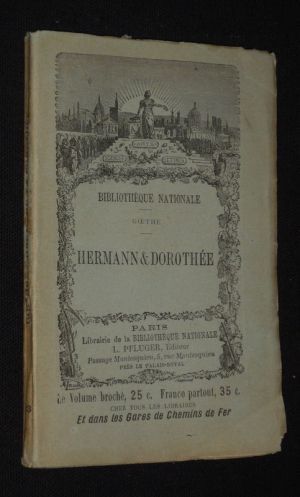 BIBLIOTHÈQUE NATIONALE
GŒTHE
HERMANN & DOROTHÉE
PARIS
Librairie de la BIBLIOTHÈQUE NATIONALE
L. PFLUGER, Éditeur
Passage Montesquieu, 5, rue Montesquieu
PRÈS LE PALAIS-ROYAL
Le Volume broché, 25 c. Franco partout, 35 c.
CHEZ TOUS LES LIBRAIRES
Et dans les Gares de Chemins de Fer